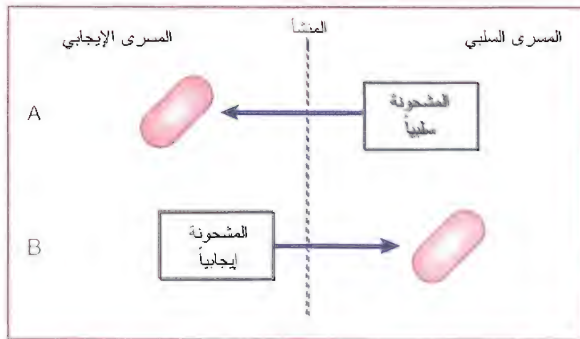 المسرى السلبي
المنشأ
المسرى الإيجابي
A
المشحونة
سلبياً
B
المشحونة
إيجابياً